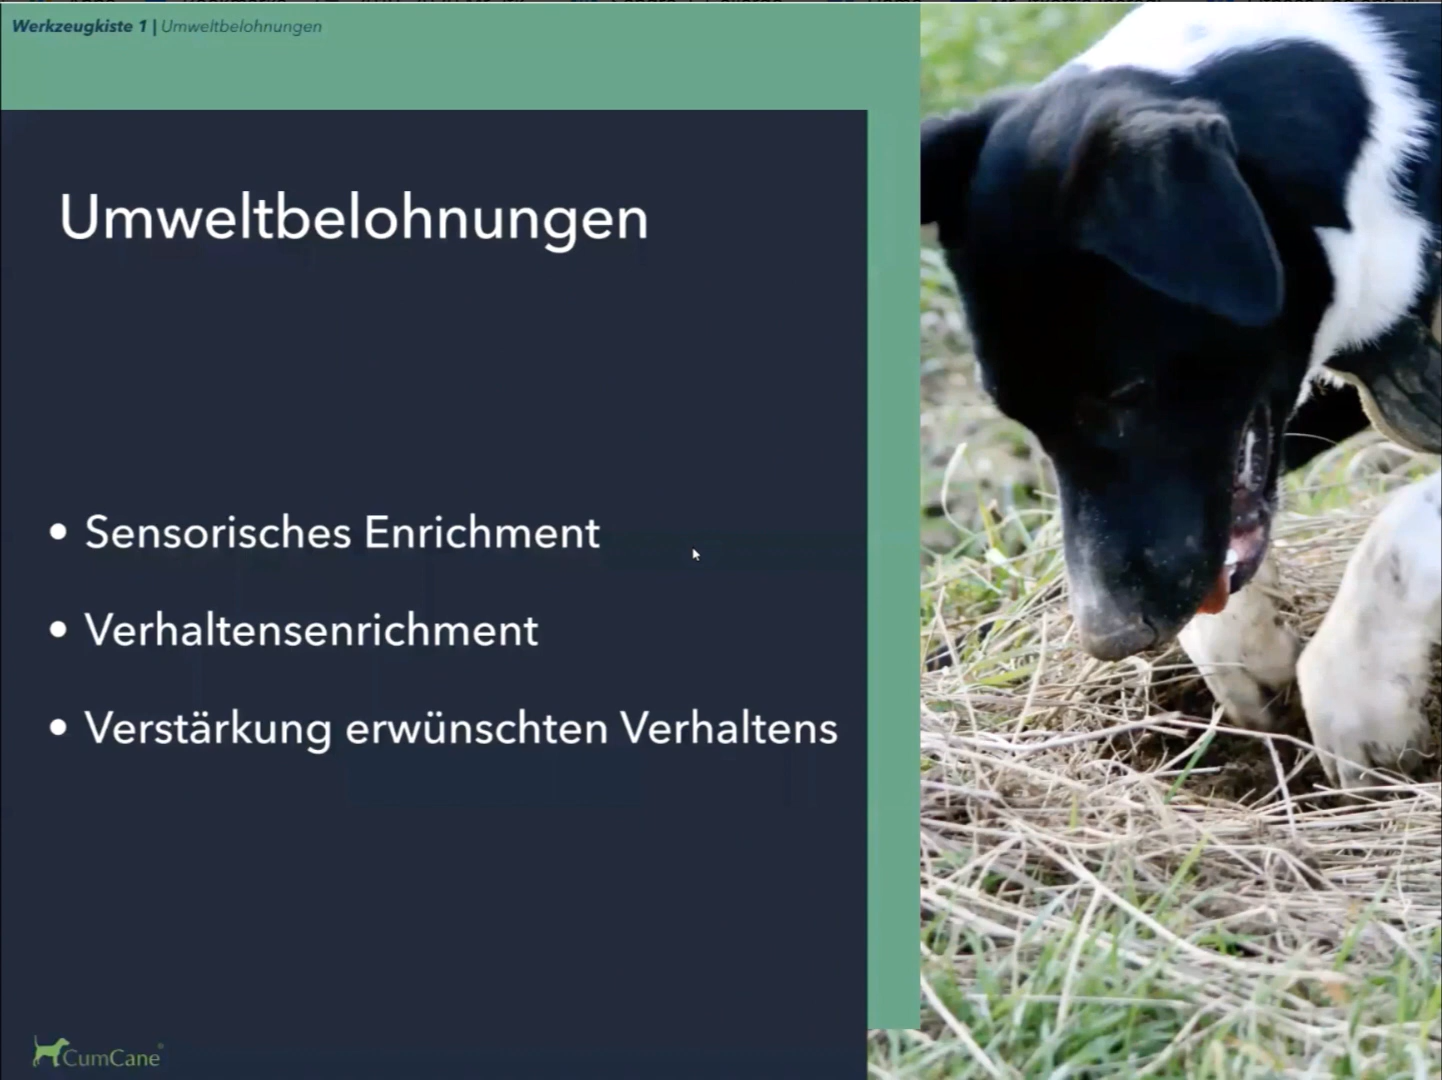 Werkzeugkiste 1 | Umweltbelohnungen
Umweltbelohnungen
• Sensorisches Enrichment
• Verhaltensenrichment
• Verstärkung erwünschten Verhaltens
CumCane®